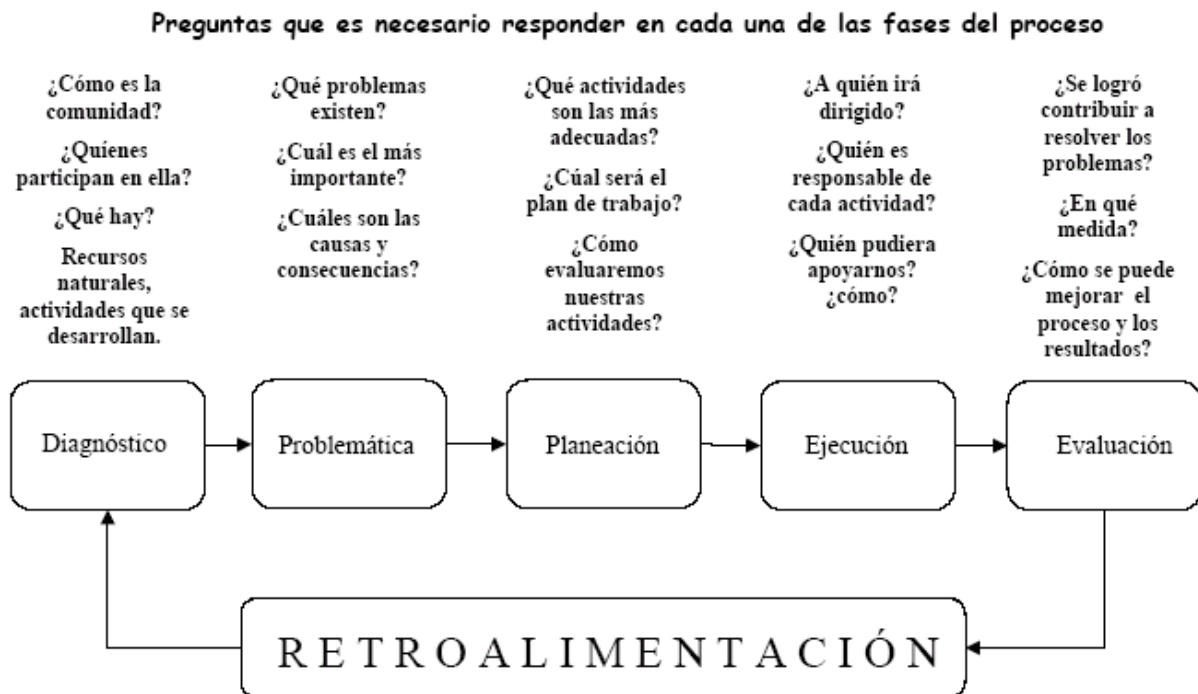 Preguntas que es necesario responder en cada una de las fases del proceso
¿Cómo es la
comunidad?
¿Quíenes
participan en ella?
¿Qué hay?
Recursos
naturales,
actividades que se
desarrollan.
¿Qué problemas
existen?
¿Cuál es el más
importante?
¿Cuáles son las
causas y
consecuencias?
¿Qué actividades
son las más
adecuadas?
¿Cúal será el
plan de trabajo?
¿Cómo
evaluaremos
nuestras
actividades?
¿A quién irá
dirigido?
¿Quién es
responsable de
cada actividad?
¿Quién pudiera
apoyarnos?
¿cómo?
¿Se logró
contribuir a
resolver los
problemas?
¿En qué
medida?
¿Cómo se puede
mejorar el
proceso y los
resultados?
Diagnóstico
Problemática
Planeación
Ejecución
Evaluación
RETROALIMENTACIÓN